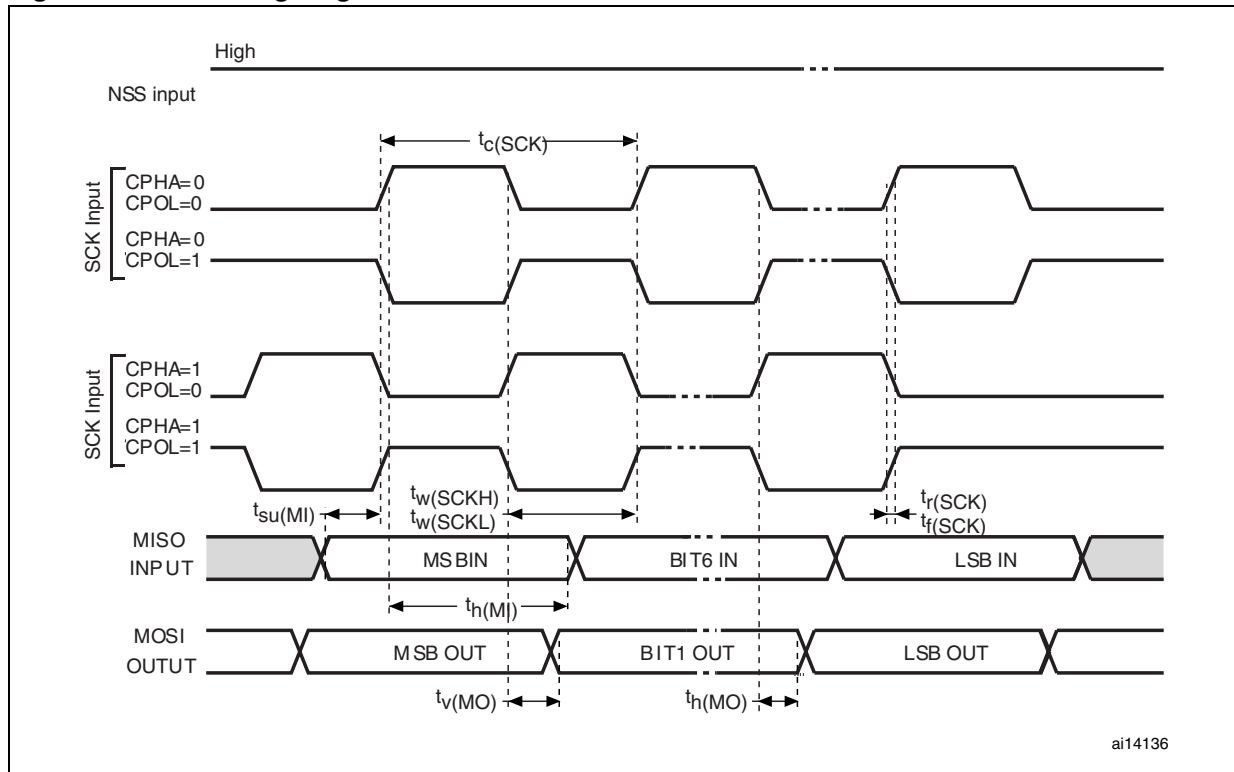 High
NSS input
tc(SCK)
SCK Input
CPHA=0
CPOL=0
CPHA=0
CPOL=1
SCK Input
CPHA=1
CPOL=0
CPHA=1
CPOL=1
tsu(MI)
tw(SCKH)
tw(SCKL)
tr(SCK)
tf(SCK)
MISO
INPUT
MSBIN
BIT6 IN
LSB IN
th(MI)
MOSI
OUTUT
MSB OUT
BIT1 OUT
LSB OUT
tv(MO)
th(MO)
ai14136